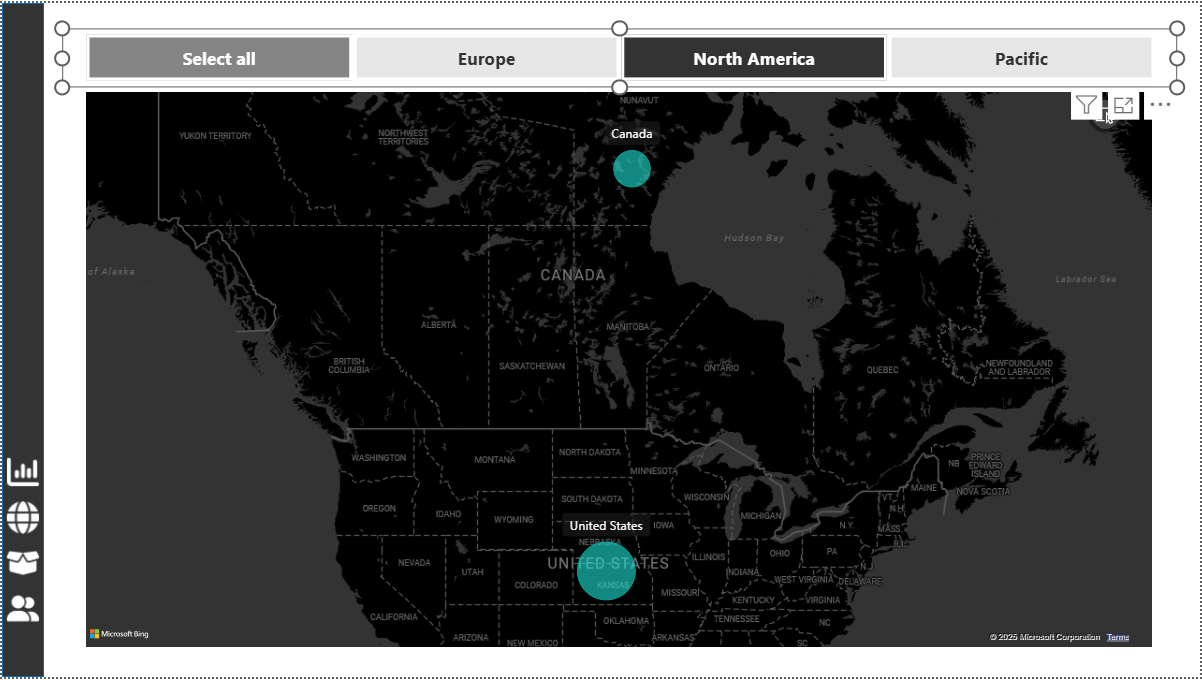 Select all
Europe
North America
Pacific
NUNAVUT
YUKON TERRITORY
NORTHWEST
TERRITORIES
Canada
Hudson Bay
of Alaska
CANADA
Labrador Sea
ALBERTA
MANITOBA
BRITISH
COLUMBIA
SASKATCHEWAN
ONTARIO
QUEBEC
NEWFOUNDLAND
AND LABRADOR
WASHINGTON
MONTANA
NORTH DAKOTA
MINNESOTA
NB
PRINCE
EDWARD
ISLAND
NOVA SCOTIA
MAINE
SOUTH DAKOTA
WISCONSIN
VT.
N.H.
OREGON
IDAHO
WYOMING
MICHIGAN
United States
IOWA
N.Y.
MASS.
R.I.
NEBRASKA
NEVADA
UTAH
UNITED STATES
ILLINOIS
OHIO
PA
N.J.
INDIANA
COLORADO
KANSAS
MISSOURI
WEST VIRGINIA
DELAWARE
KENTUCKY
VIRGINIA
CALIFORNIA
OKLAHOMA
TENNESSEE
NC
ARIZONA
NEW MEXICO
ARKANSAS
SC
Microsoft Bing
© 2025 Microsoft Corporation Terms